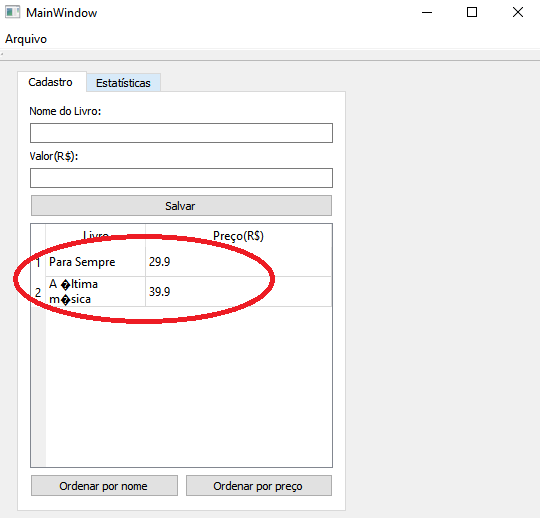 MainWindow
Arquivo
Cadastro
Estatísticas
Nome do Livro:
Valor(R$):
Salvar
Livro
Preço(R$)
1
Para Sempre
29.9
2
A �ltima
m�sica
39.9
Ordenar por nome
Ordenar por preço